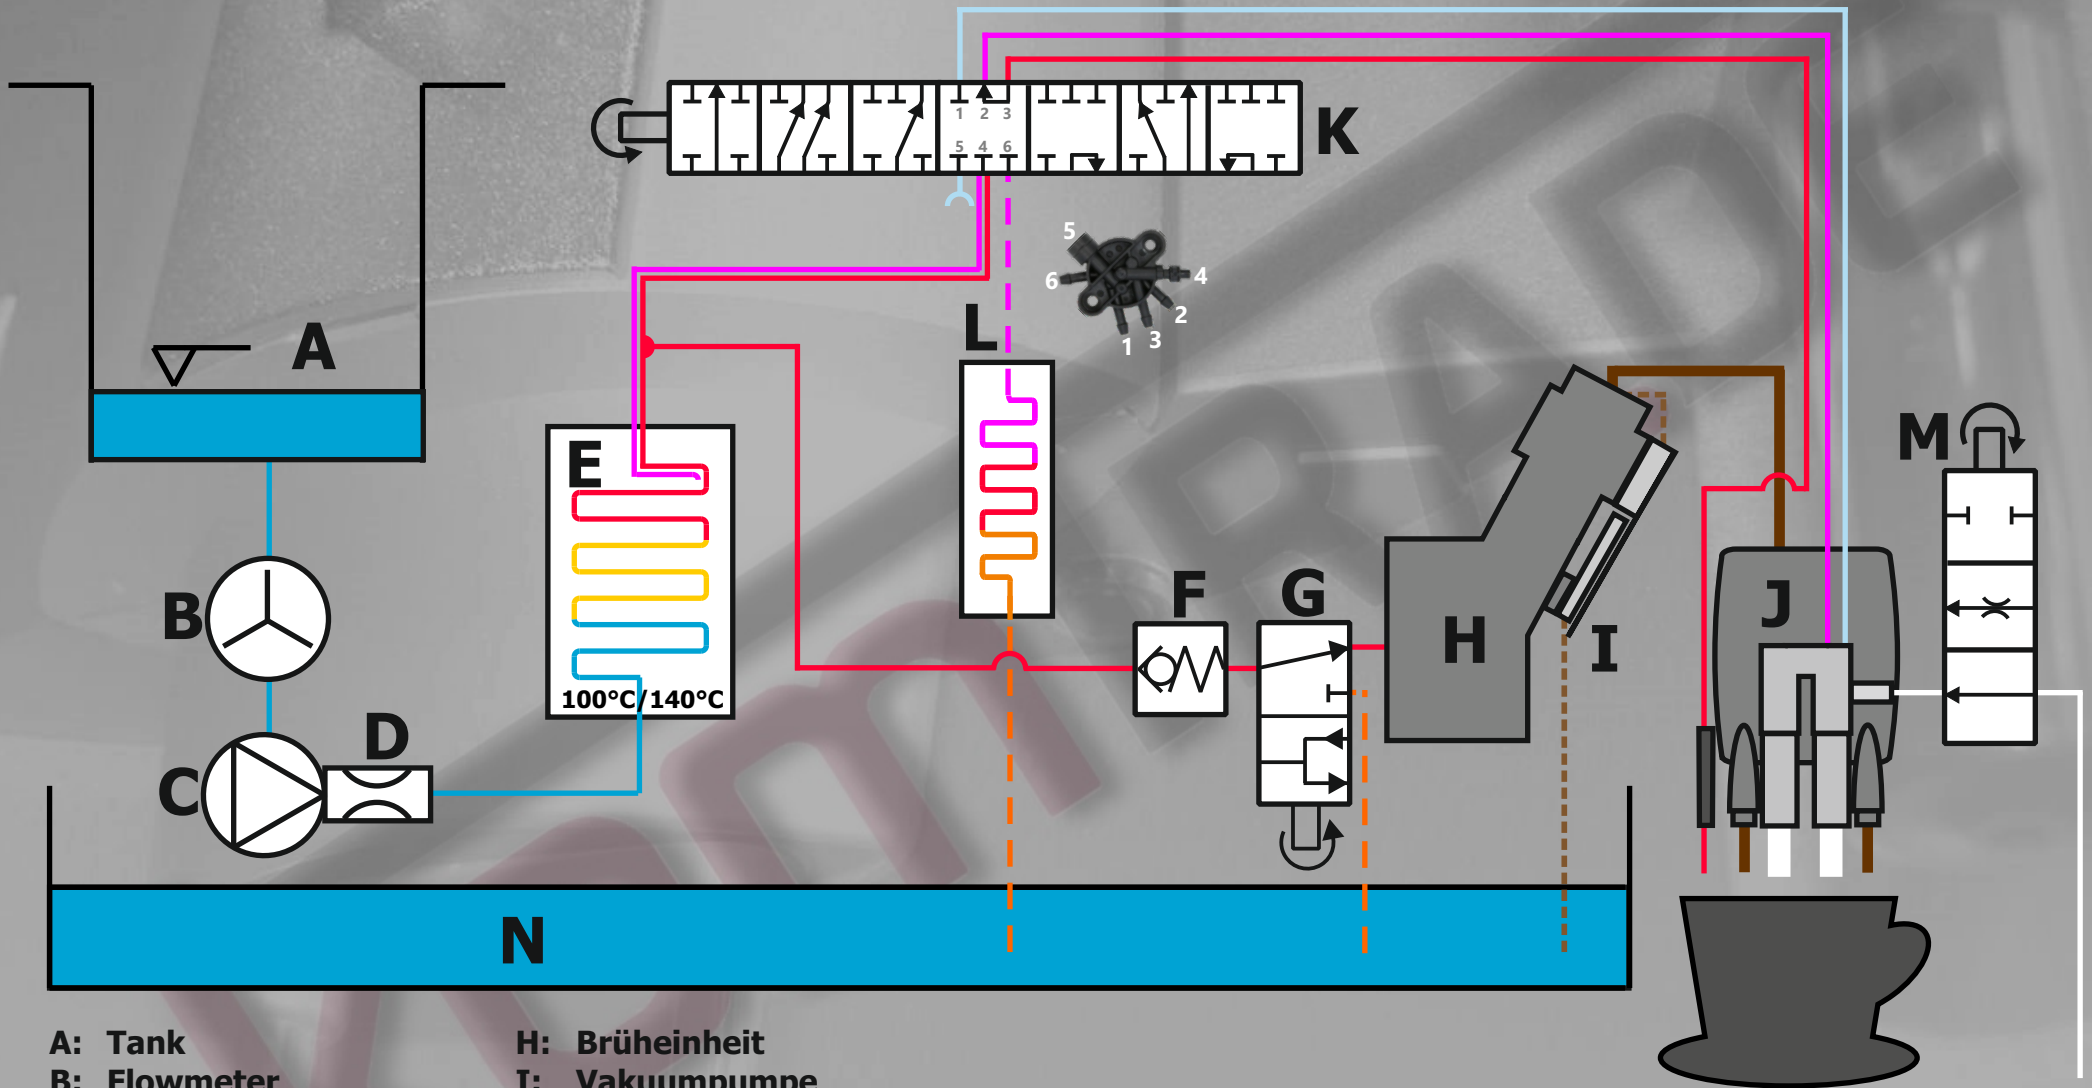 K
1 2 3
5 4 6
5
6
4
2
3
1
A
L
M
E
B
F
G
H
I
J
100°C/140°C
D
C
N
A: Tank
H: Brüheinheit
B: Flowmeter
I: Vakuumpumpe